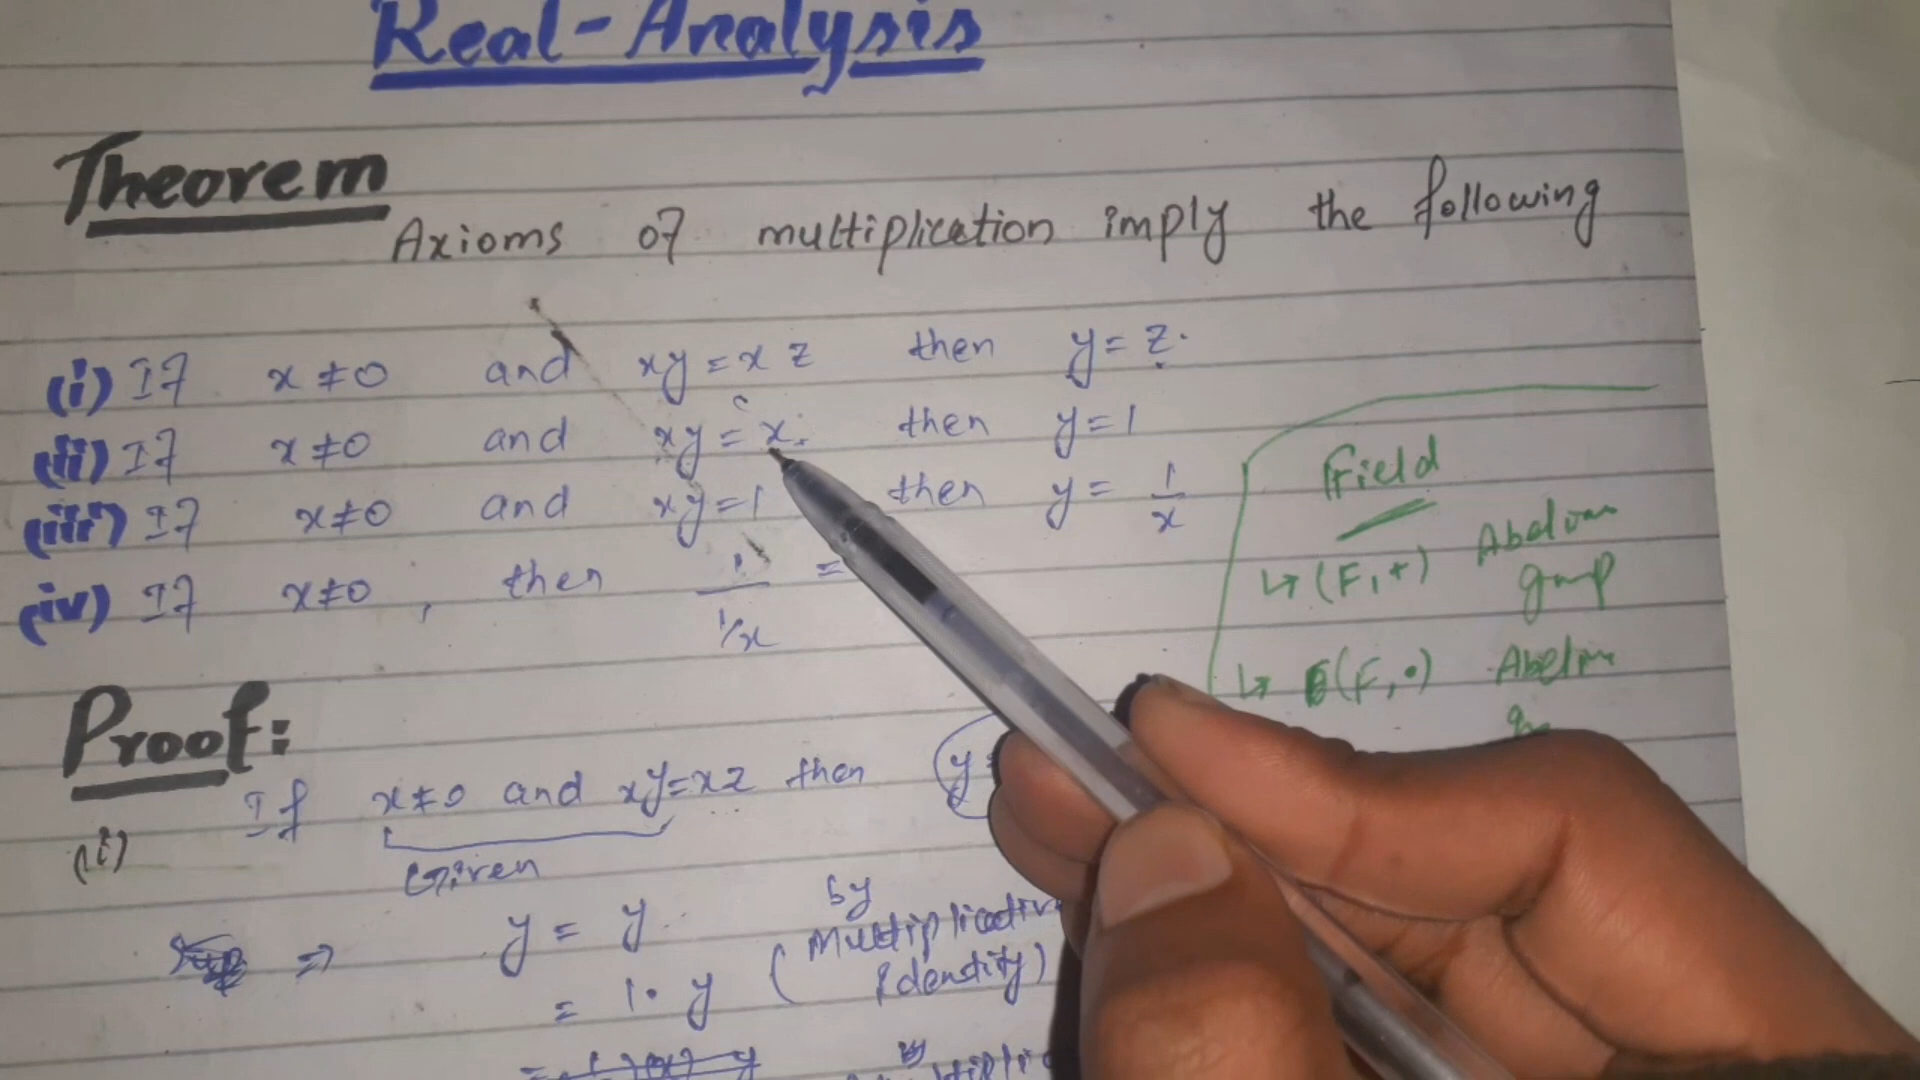 Real-Analysis
Theorem
Axioms of multiplication imply the following
(i) If x ≠ 0 and xy = xz then y = z.
(ii) If x ≠ 0 and xy = x. then y = 1
(iii) If x ≠ 0 and xy = 1 then y = 1/x
(iv) If x ≠ 0, then 1/(1/x) =
Field
↳ (F, +) Abelian
group
↳ (F, •) Abelian
Proof:
(i) If x ≠ 0 and xy = xz then y =
Given
⇒ y = y
= 1 • y (by Multiplicative Identity)